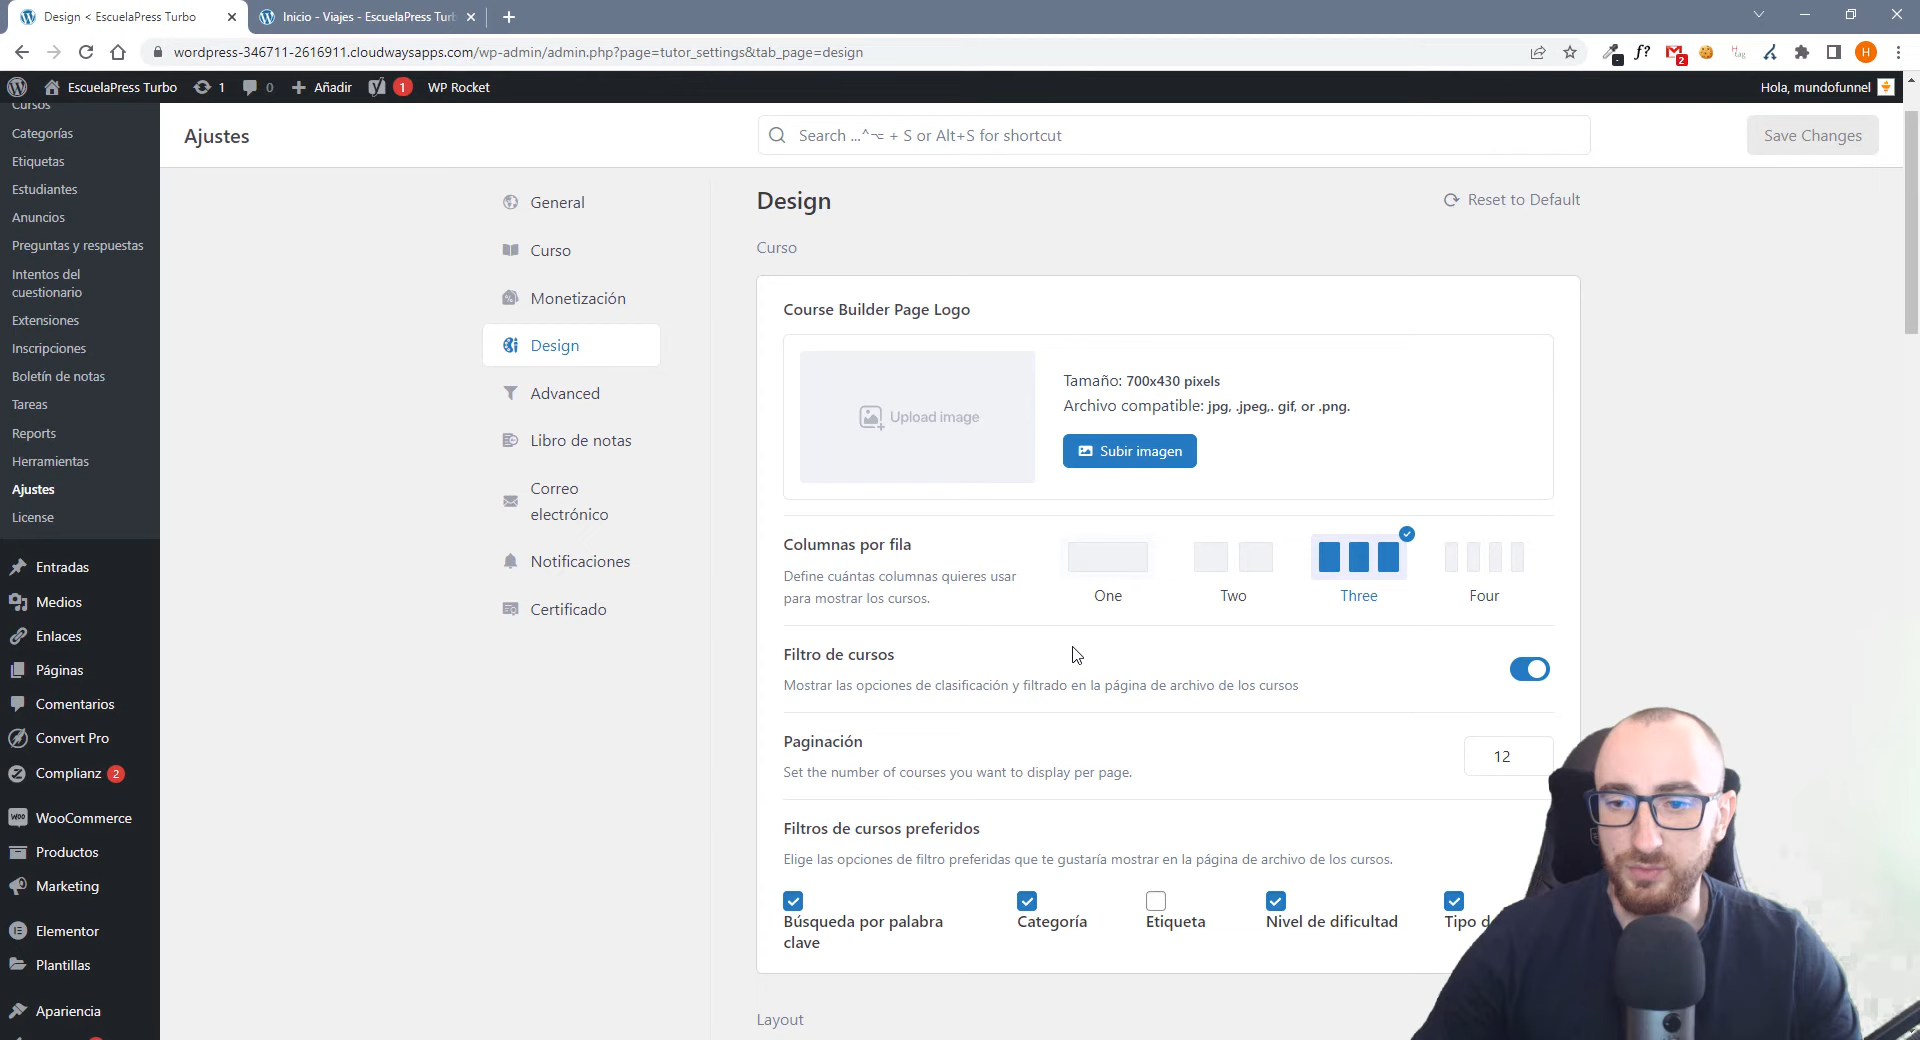 Design < EscuelaPress Turbo
Inicio - Viajes - EscuelaPress Turb
wordpress-346711-2616911.cloudwaysapps.com/wp-admin/admin.php?page=tutor_settings&tab_page=design
f?
2
H
EscuelaPress Turbo
1
0
Añadir
1
WP Rocket
Hola, mundofunnel
Cursos
Categorías
Etiquetas
Estudiantes
Anuncios
Preguntas y respuestas
Intentos del
cuestionario
Extensiones
Inscripciones
Boletín de notas
Tareas
Reports
Herramientas
Ajustes
License
Entradas
Medios
Enlaces
Páginas
Comentarios
Convert Pro
Complianz 2
WooCommerce
Productos
Marketing
Elementor
Plantillas
Apariencia
Ajustes
Search ...^⌥ + S or Alt+S for shortcut
Save Changes
General
Curso
Monetización
Design
Advanced
Libro de notas
Correo
electrónico
Notificaciones
Certificado
Design
Reset to Default
Curso
Course Builder Page Logo
Upload image
Tamaño: 700x430 pixels
Archivo compatible: jpg, .jpeg,. gif, or .png.
Subir imagen
Columnas por fila
Define cuántas columnas quieres usar
para mostrar los cursos.
One
Two
Three
Four
Filtro de cursos
Mostrar las opciones de clasificación y filtrado en la página de archivo de los cursos
Paginación
Set the number of courses you want to display per page.
12
Filtros de cursos preferidos
Elige las opciones de filtro preferidas que te gustaría mostrar en la página de archivo de los cursos.
Búsqueda por palabra
clave
Categoría
Etiqueta
Nivel de dificultad
Tipo d
Layout